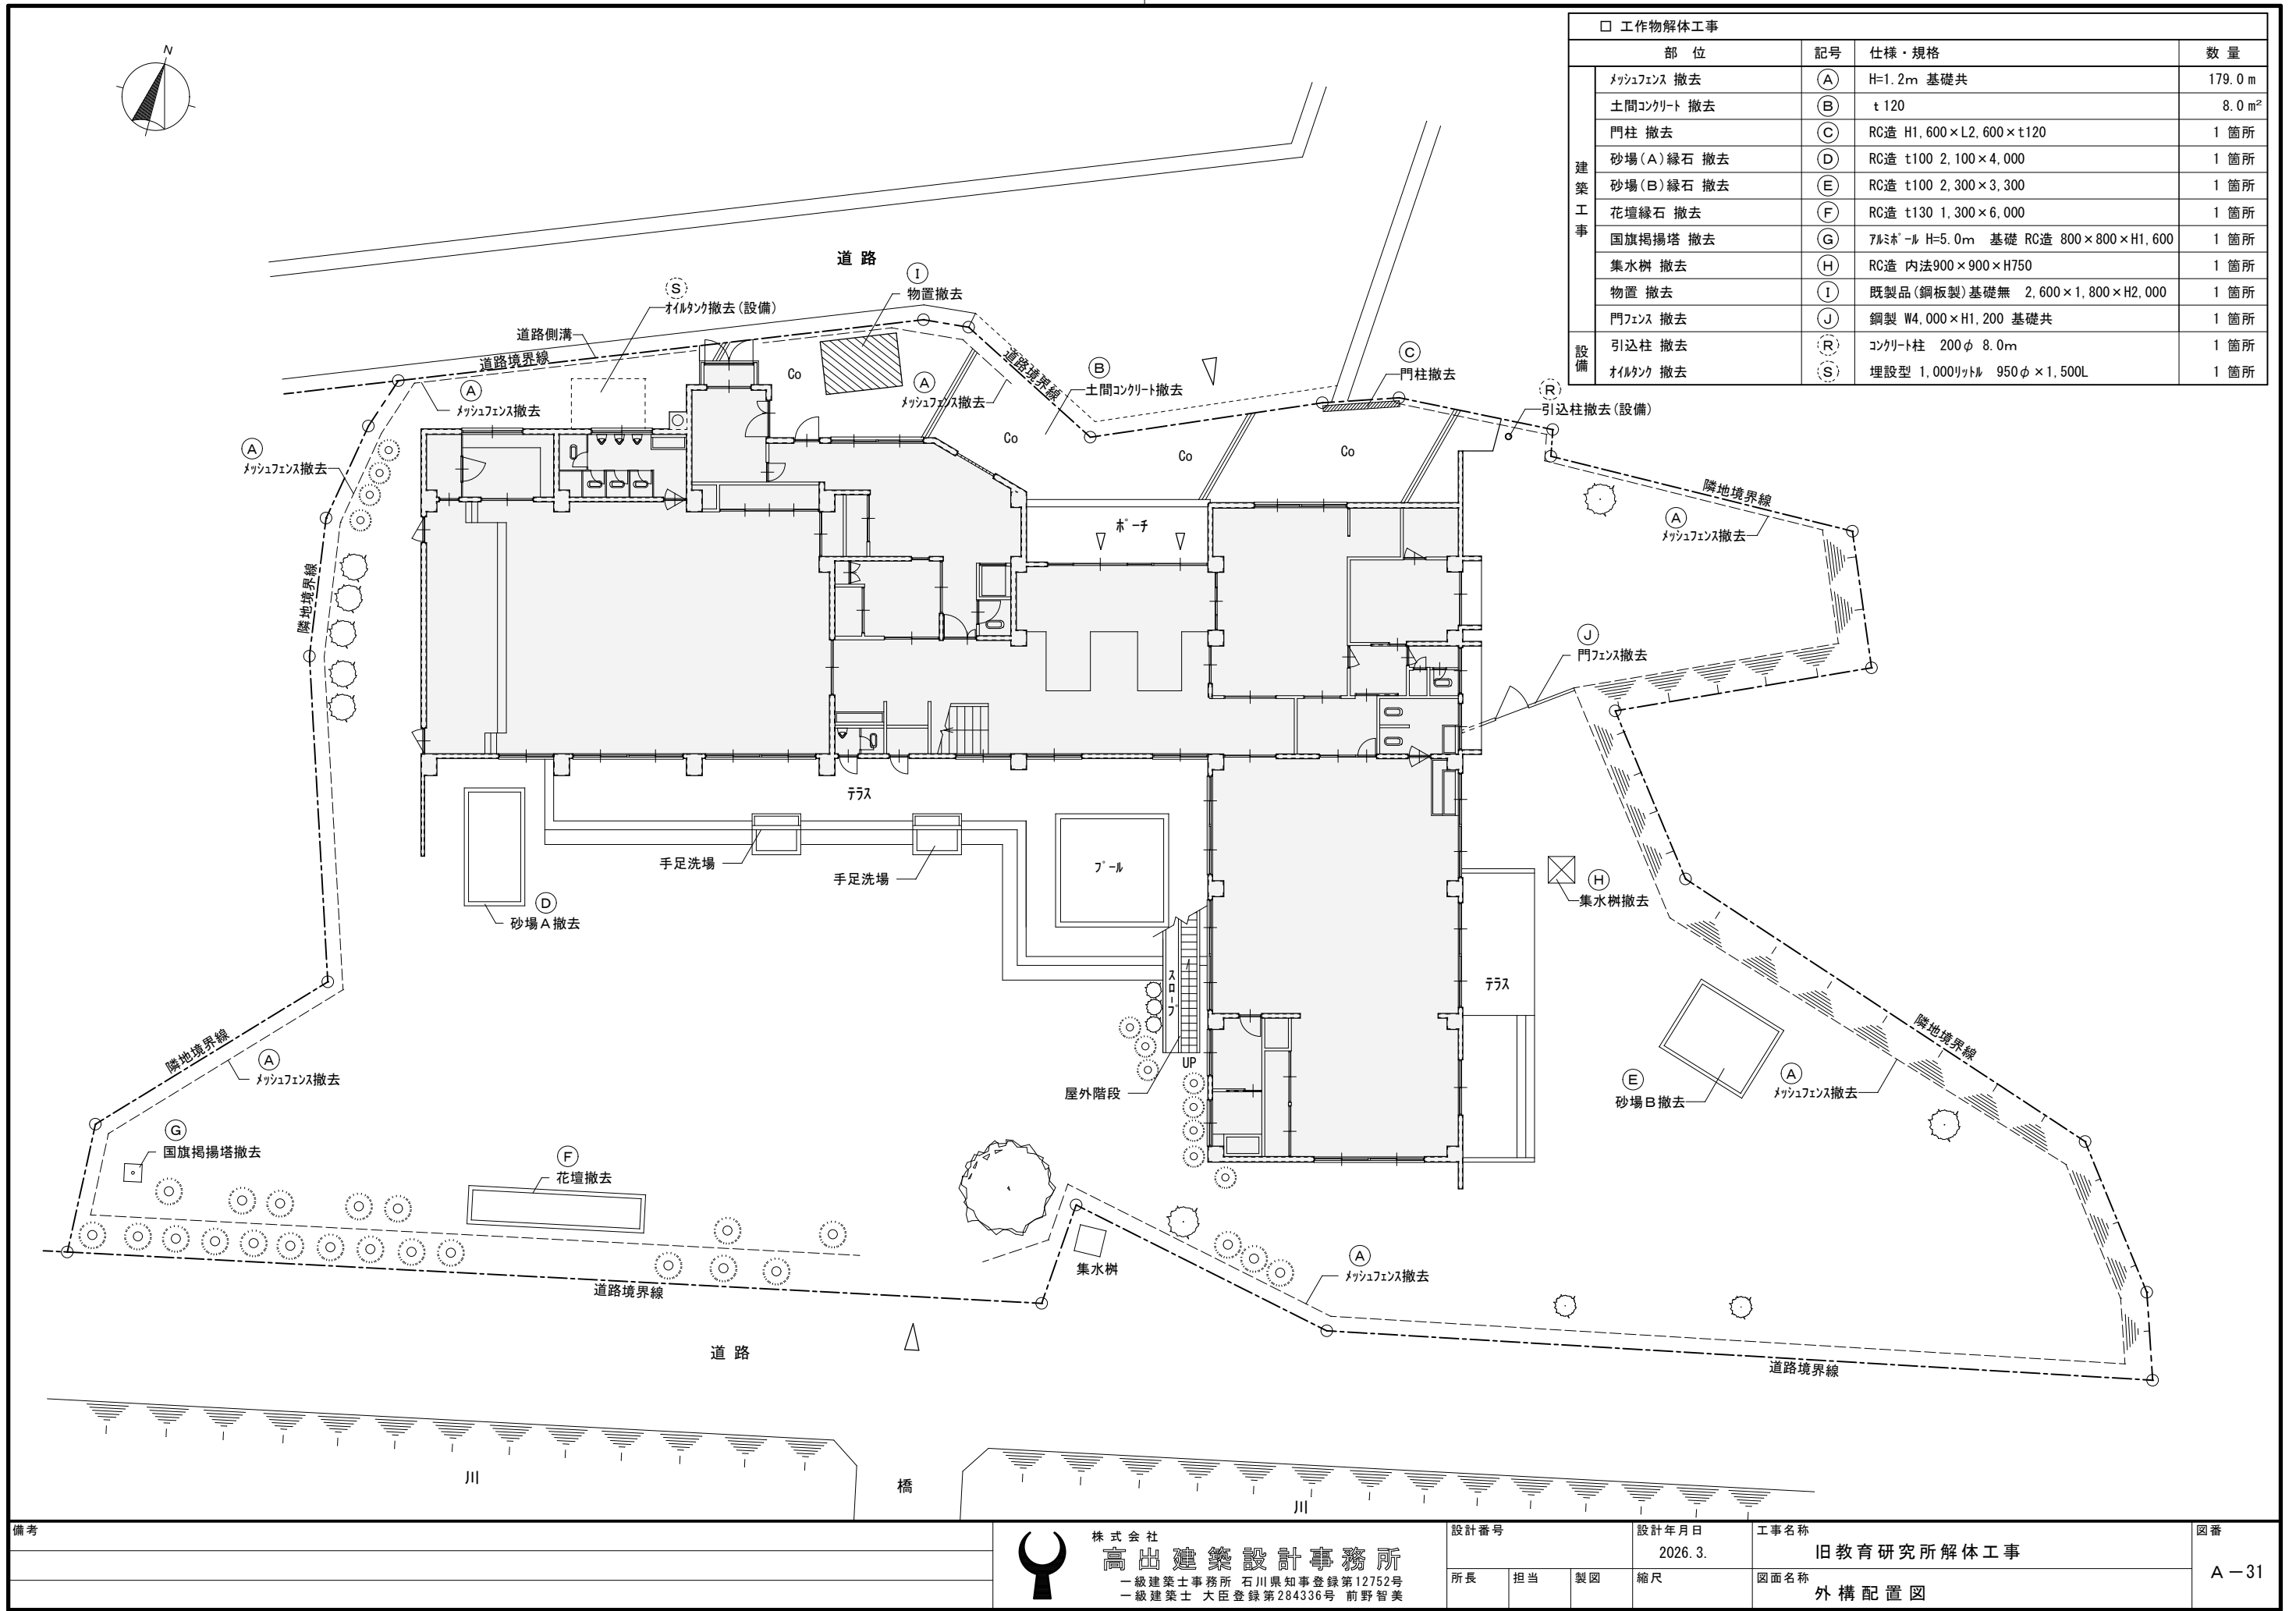 N
□ 工作物解体工事
部 位 記号 仕様・規格 数 量
建築工事
メッシュフェンス 撤去 A H=1.2m 基礎共 179.0 m
土間コンクリート 撤去 B t 120 8.0 m²
門柱 撤去 C RC造 H1,600×L2,600×t120 1 箇所
砂場(A)縁石 撤去 D RC造 t100 2,100×4,000 1 箇所
砂場(B)縁石 撤去 E RC造 t100 2,300×3,300 1 箇所
花壇縁石 撤去 F RC造 t130 1,300×6,000 1 箇所
国旗掲揚塔 撤去 G アルミポール H=5.0m 基礎 RC造 800×800×H1,600 1 箇所
集水桝 撤去 H RC造 内法900×900×H750 1 箇所
物置 撤去 I 既製品(鋼板製)基礎無 2,600×1,800×H2,000 1 箇所
門フェンス 撤去 J 鋼製 W4,000×H1,200 基礎共 1 箇所
設備
引込柱 撤去 R コンクリート柱 200φ 8.0m 1 箇所
オイルタンク 撤去 S 埋設型 1,000リットル 950φ×1,500L 1 箇所
道 路
I
物置撤去
S
オイルタンク撤去(設備)
道路側溝
道路境界線
道路境界線
Co
A
メッシュフェンス撤去
A
メッシュフェンス撤去
B
土間コンクリート撤去
C
門柱撤去
R
引込柱撤去(設備)
A
メッシュフェンス撤去
Co
Co
Co
隣地境界線
A
メッシュフェンス撤去
ポーチ
隣地境界線
J
門フェンス撤去
テラス
手足洗場
手足洗場
プール
D
砂場A撤去
H
集水桝撤去
スロープ
テラス
UP
屋外階段
隣地境界線
A
メッシュフェンス撤去
隣地境界線
E
砂場B撤去
A
メッシュフェンス撤去
G
国旗掲揚塔撤去
F
花壇撤去
集水桝
A
メッシュフェンス撤去
道路境界線
道 路
道路境界線
川
橋
川
備考
株式会社
高出建築設計事務所
一級建築士事務所 石川県知事登録第12752号
一級建築士 大臣登録第284336号 前野智美
設計番号
設計年月日
2026.3.
工事名称
旧教育研究所解体工事
図番
A－31
所長
担当
製図
縮尺
図面名称
外構配置図